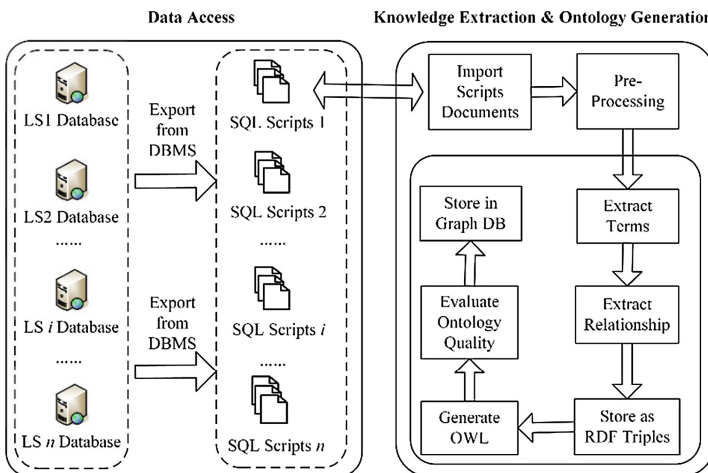 Data Access
Knowledge Extraction & Ontology Generation
LS1 Database
LS2 Database
......
LS i Database
......
LS n Database
Export
from
DBMS
Export
from
DBMS
SQL Scripts 1
SQL Scripts 2
......
SQL Scripts i
......
SQL Scripts n
Import
Scripts
Documents
Pre-
Processing
Extract
Terms
Extract
Relationship
Store as
RDF Triples
Generate
OWL
Evaluate
Ontology
Quality
Store in
Graph DB